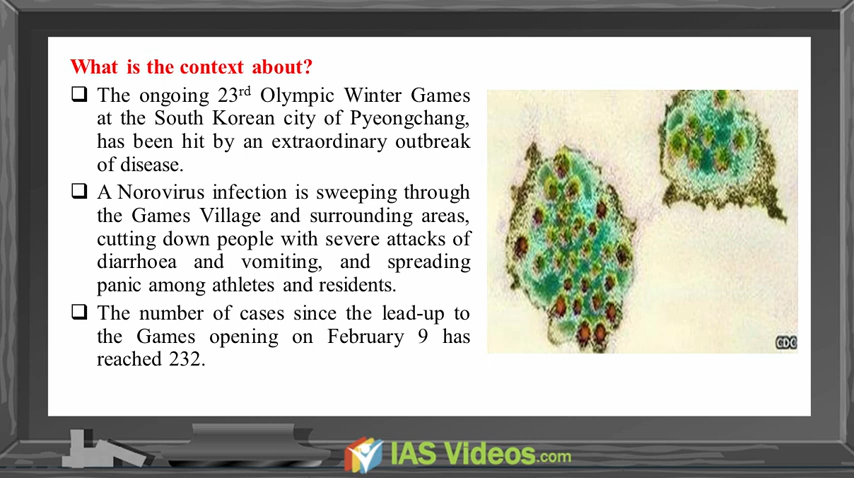 What is the context about?
❑ The ongoing 23rd Olympic Winter Games
at the South Korean city of Pyeongchang,
has been hit by an extraordinary outbreak
of disease.
❑ A Norovirus infection is sweeping through
the Games Village and surrounding areas,
cutting down people with severe attacks of
diarrhoea and vomiting, and spreading
panic among athletes and residents.
❑ The number of cases since the lead-up to
the Games opening on February 9 has
reached 232.
CDC
IAS Videos.com